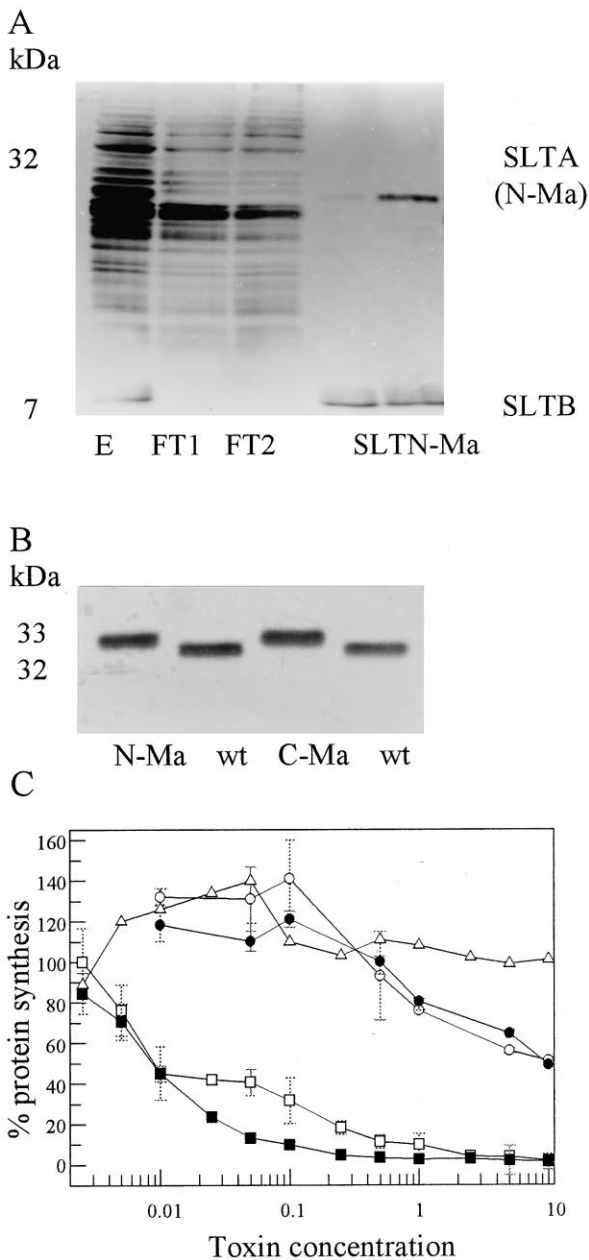 A
kDa
32
SLTA
(N-Ma)
7
SLTB
E FT1 FT2 SLTN-Ma
B
kDa
33
32
N-Ma wt C-Ma wt
C
160
140
120
100
80
60
40
20
0
% protein synthesis
0.01 0.1 1 10
Toxin concentration